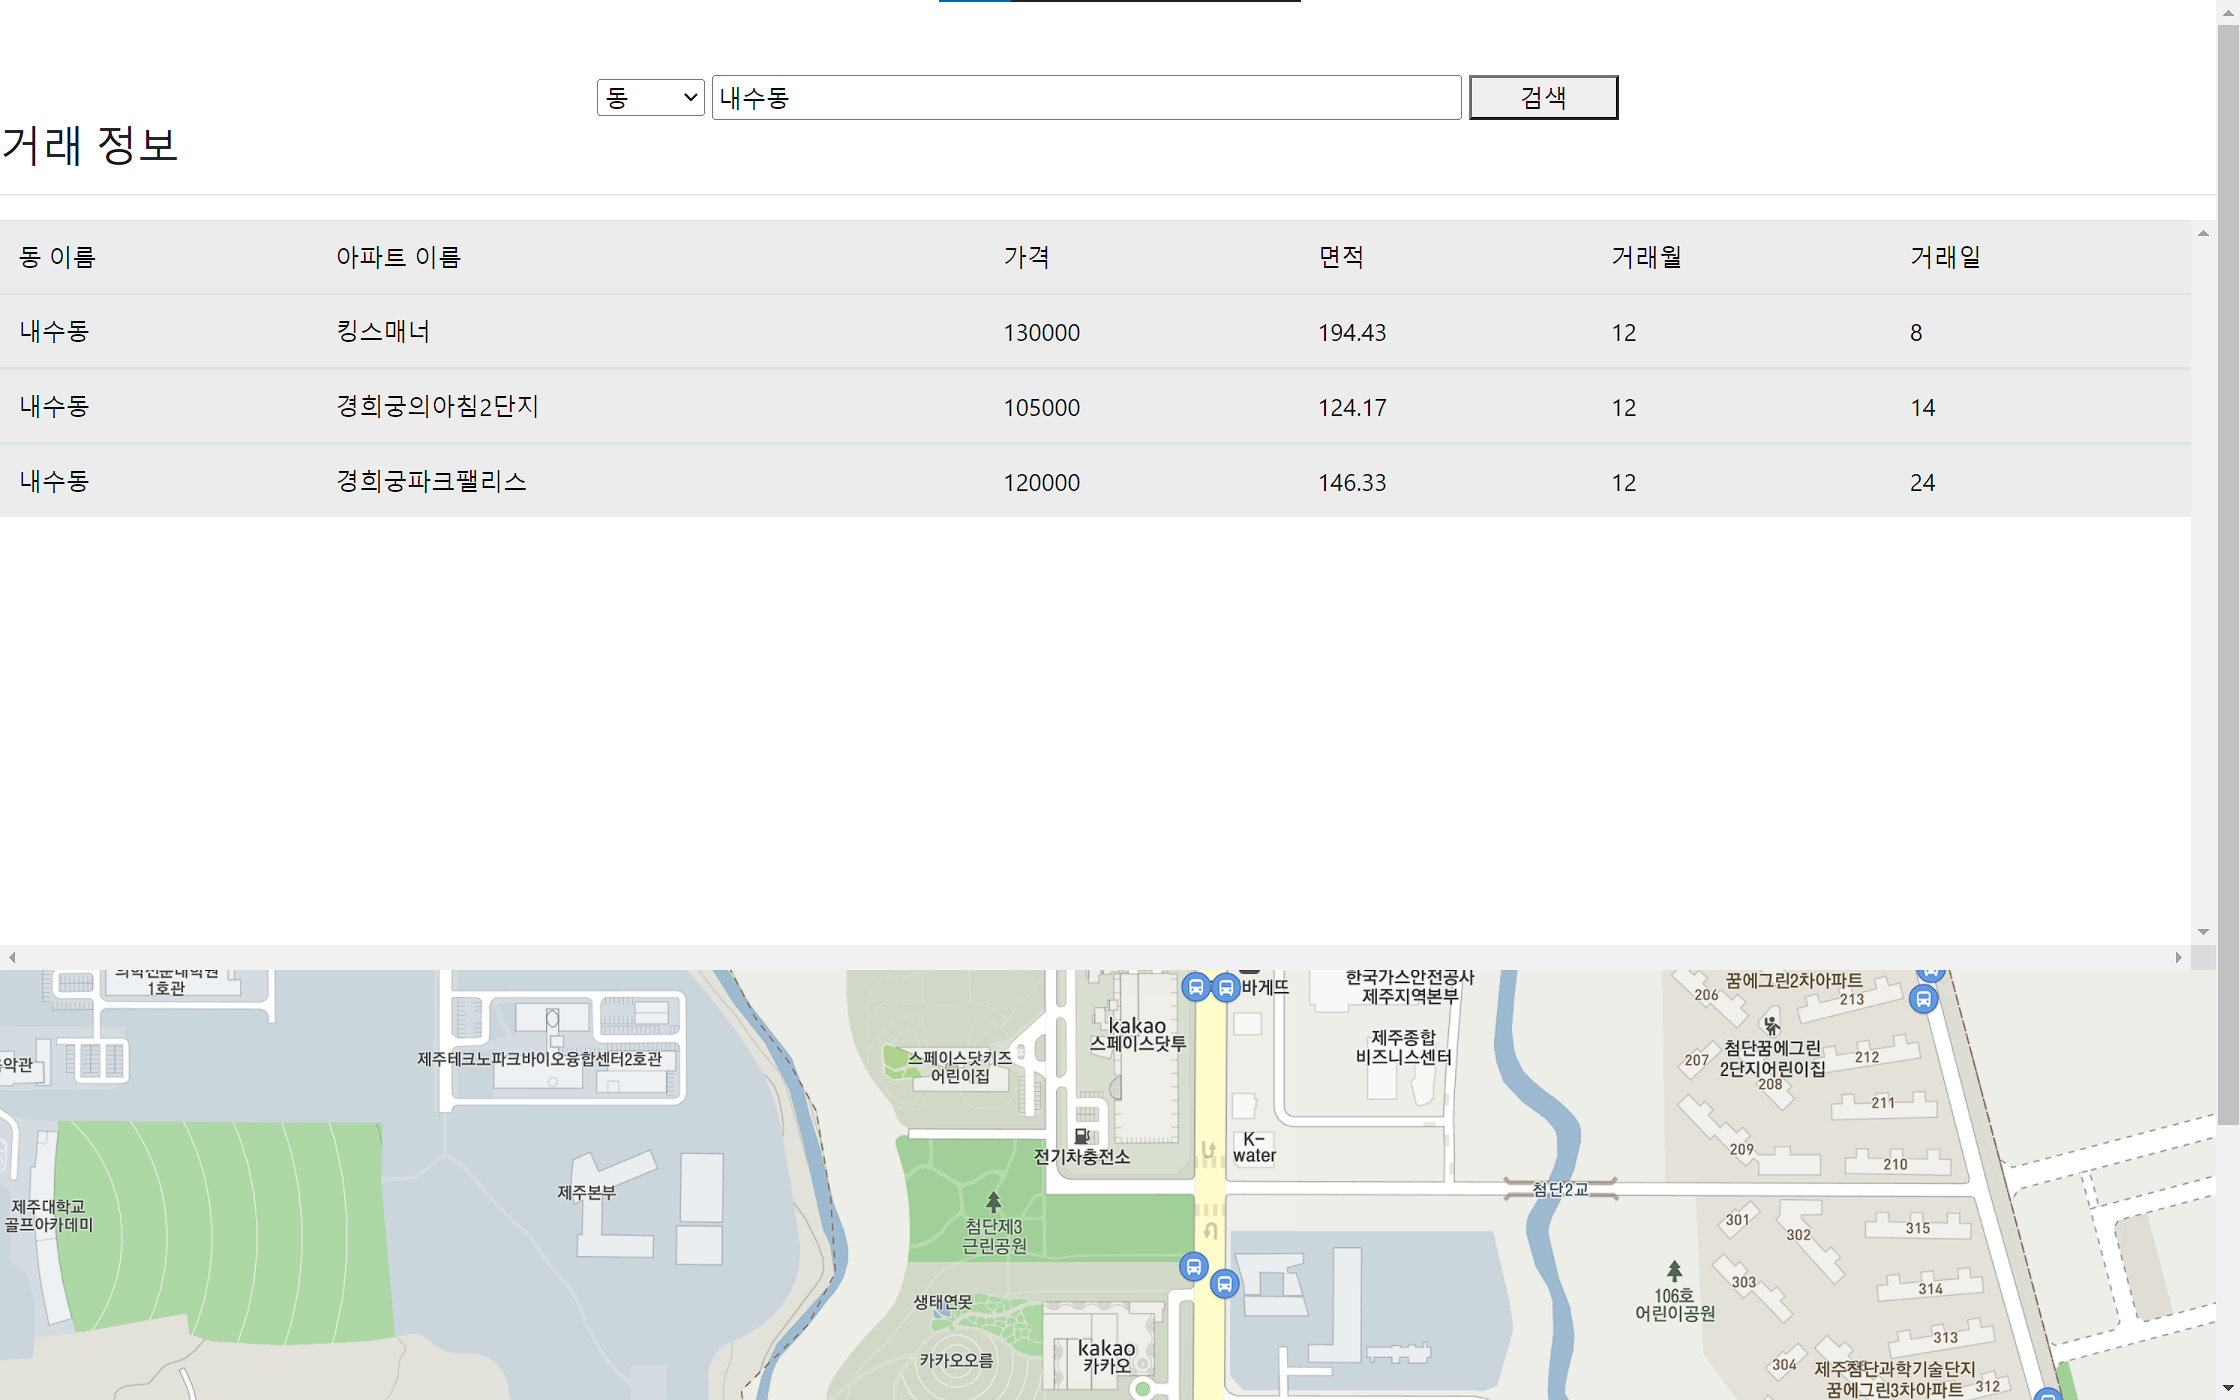 동 내수동 검색
거래 정보
동 이름 아파트 이름 가격 면적 거래월 거래일
내수동 킹스매너 130000 194.43 12 8
내수동 경희궁의아침2단지 105000 124.17 12 14
내수동 경희궁파크팰리스 120000 146.33 12 24
의학전문대학원
1호관
바게뜨
한국가스안전공사
제주지역본부
꿈에그린2차아파트
206
213
kakao
스페이스닷투
제주종합
비즈니스센터
첨단꿈에그린
2단지어린이집
207
212
208
약관
제주테크노파크바이오융합센터2호관
스페이스닷키즈
어린이집
211
전기차충전소
K-
water
209
210
제주본부
첨단2교
제주대학교
골프아카데미
첨단제3
근린공원
301
302
315
303
314
생태연못
106호
어린이공원
313
kakao
카카오
카카오오름
304
제주첨단과학기술단지
꿈에그린3차아파트
312